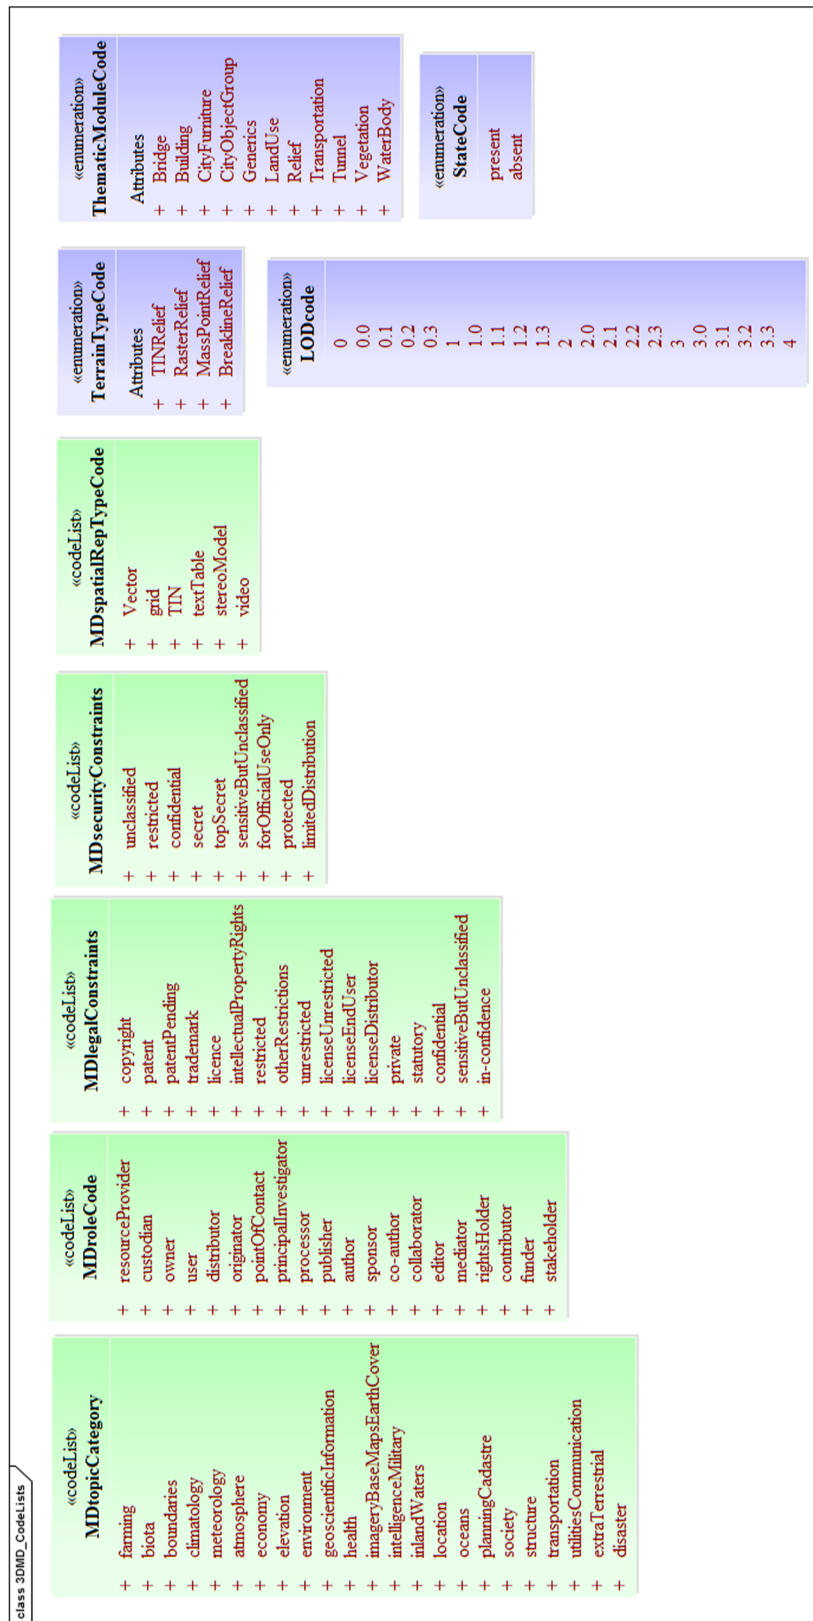 class 3DMD_CodeLists
«codeList»
MDtopicCategory
+ farming
+ biota
+ boundaries
+ climatology
+ meteorology
+ atmosphere
+ economy
+ elevation
+ environment
+ geoscientificInformation
+ health
+ imageryBaseMapsEarthCover
+ intelligenceMilitary
+ inlandWaters
+ location
+ oceans
+ planningCadastre
+ society
+ structure
+ transportation
+ utilitiesCommunication
+ extraTerrestrial
+ disaster
«codeList»
MDroleCode
+ resourceProvider
+ custodian
+ owner
+ user
+ distributor
+ originator
+ pointOfContact
+ principalInvestigator
+ processor
+ publisher
+ author
+ sponsor
+ co-author
+ collaborator
+ editor
+ mediator
+ rightsHolder
+ contributor
+ funder
+ stakeholder
«codeList»
MDlegalConstraints
+ copyright
+ patent
+ patentPending
+ trademark
+ licence
+ intellectualPropertyRights
+ restricted
+ otherRestrictions
+ unrestricted
+ licenseUnrestricted
+ licenseEndUser
+ licenseDistributor
+ private
+ statutory
+ confidential
+ sensitiveButUnclassified
+ in-confidence
«codeList»
MDsecurityConstraints
+ unclassified
+ restricted
+ confidential
+ secret
+ topSecret
+ sensitiveButUnclassified
+ forOfficialUseOnly
+ protected
+ limitedDistribution
«codeList»
MDspatialRepTypeCode
+ Vector
+ grid
+ TIN
+ textTable
+ stereoModel
+ video
«enumeration»
TerrainTypeCode
Attributes
+ TINRelief
+ RasterRelief
+ MassPointRelief
+ BreaklineRelief
«enumeration»
ThematicModuleCode
Attributes
+ Bridge
+ Building
+ CityFurniture
+ CityObjectGroup
+ Generics
+ LandUse
+ Relief
+ Transportation
+ Tunnel
+ Vegetation
+ WaterBody
«enumeration»
LODcode
0
0.0
0.1
0.2
0.3
1
1.0
1.1
1.2
1.3
2
2.0
2.1
2.2
2.3
3
3.0
3.1
3.2
3.3
4
«enumeration»
StateCode
present
absent